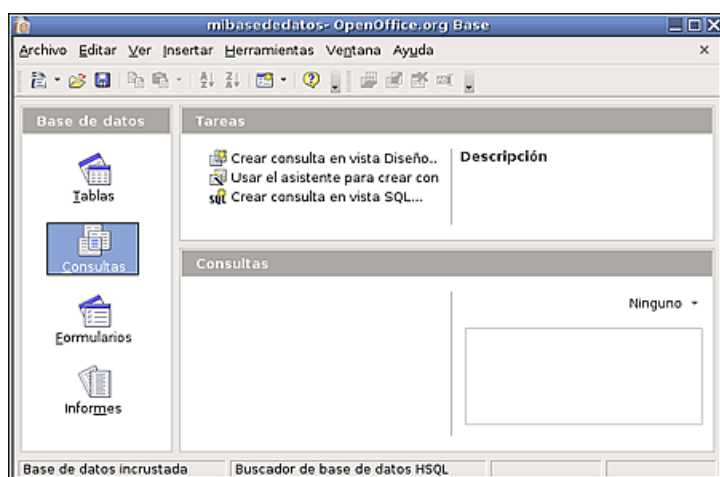 mibasededatos- OpenOffice.org Base
Archivo Editar Ver Insertar Herramientas Ventana Ayuda
Base de datos
Tareas
Tablas
Consultas
Formularios
Informes
Crear consulta en vista Diseño..
Usar el asistente para crear con
SQL Crear consulta en vista SQL...
Descripción
Consultas
Ninguno
Base de datos incrustada
Buscador de base de datos HSQL